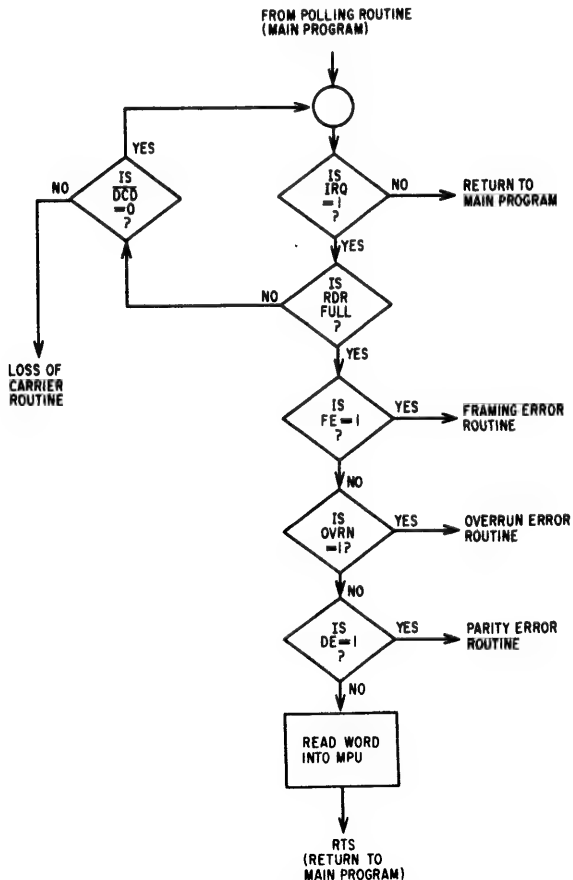 FROM POLLING ROUTINE
(MAIN PROGRAM)
YES
NO
IS
DCD
=0
?
IS
IRQ
=1
?
NO
RETURN TO
MAIN PROGRAM
YES
NO
IS
RDR
FULL
?
YES
LOSS OF
CARRIER
ROUTINE
IS
FE=1
?
YES
FRAMING ERROR
ROUTINE
NO
IS
OVRN
=1?
YES
OVERRUN ERROR
ROUTINE
NO
IS
DE=1
?
YES
PARITY ERROR
ROUTINE
NO
READ WORD
INTO MPU
RTS
(RETURN TO
MAIN PROGRAM)